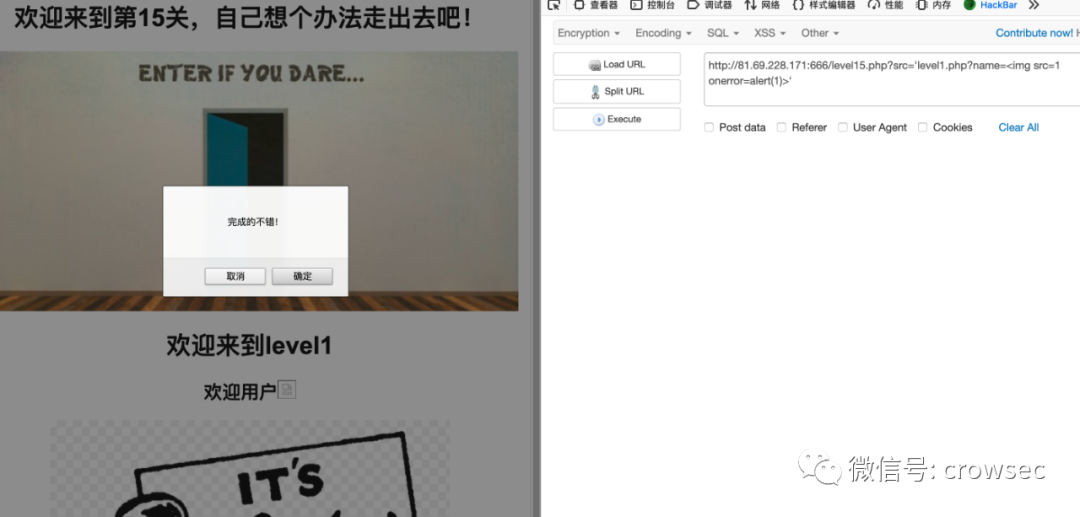 欢迎来到第15关，自己想个办法走出去吧！
ENTER IF YOU DARE...
完成的不错！
取消
确定
欢迎来到level1
欢迎用户
IT'S
查看器
控制台
调试器
网络
样式编辑器
性能
内存
HackBar
Encryption
Encoding
SQL
XSS
Other
Contribute now!
Load URL
Split URL
Execute
http://81.69.228.171:666/level15.php?src='level1.php?name=<img src=1
onerror=alert(1)>'
Post data
Referer
User Agent
Cookies
Clear All
微信号: crowsec